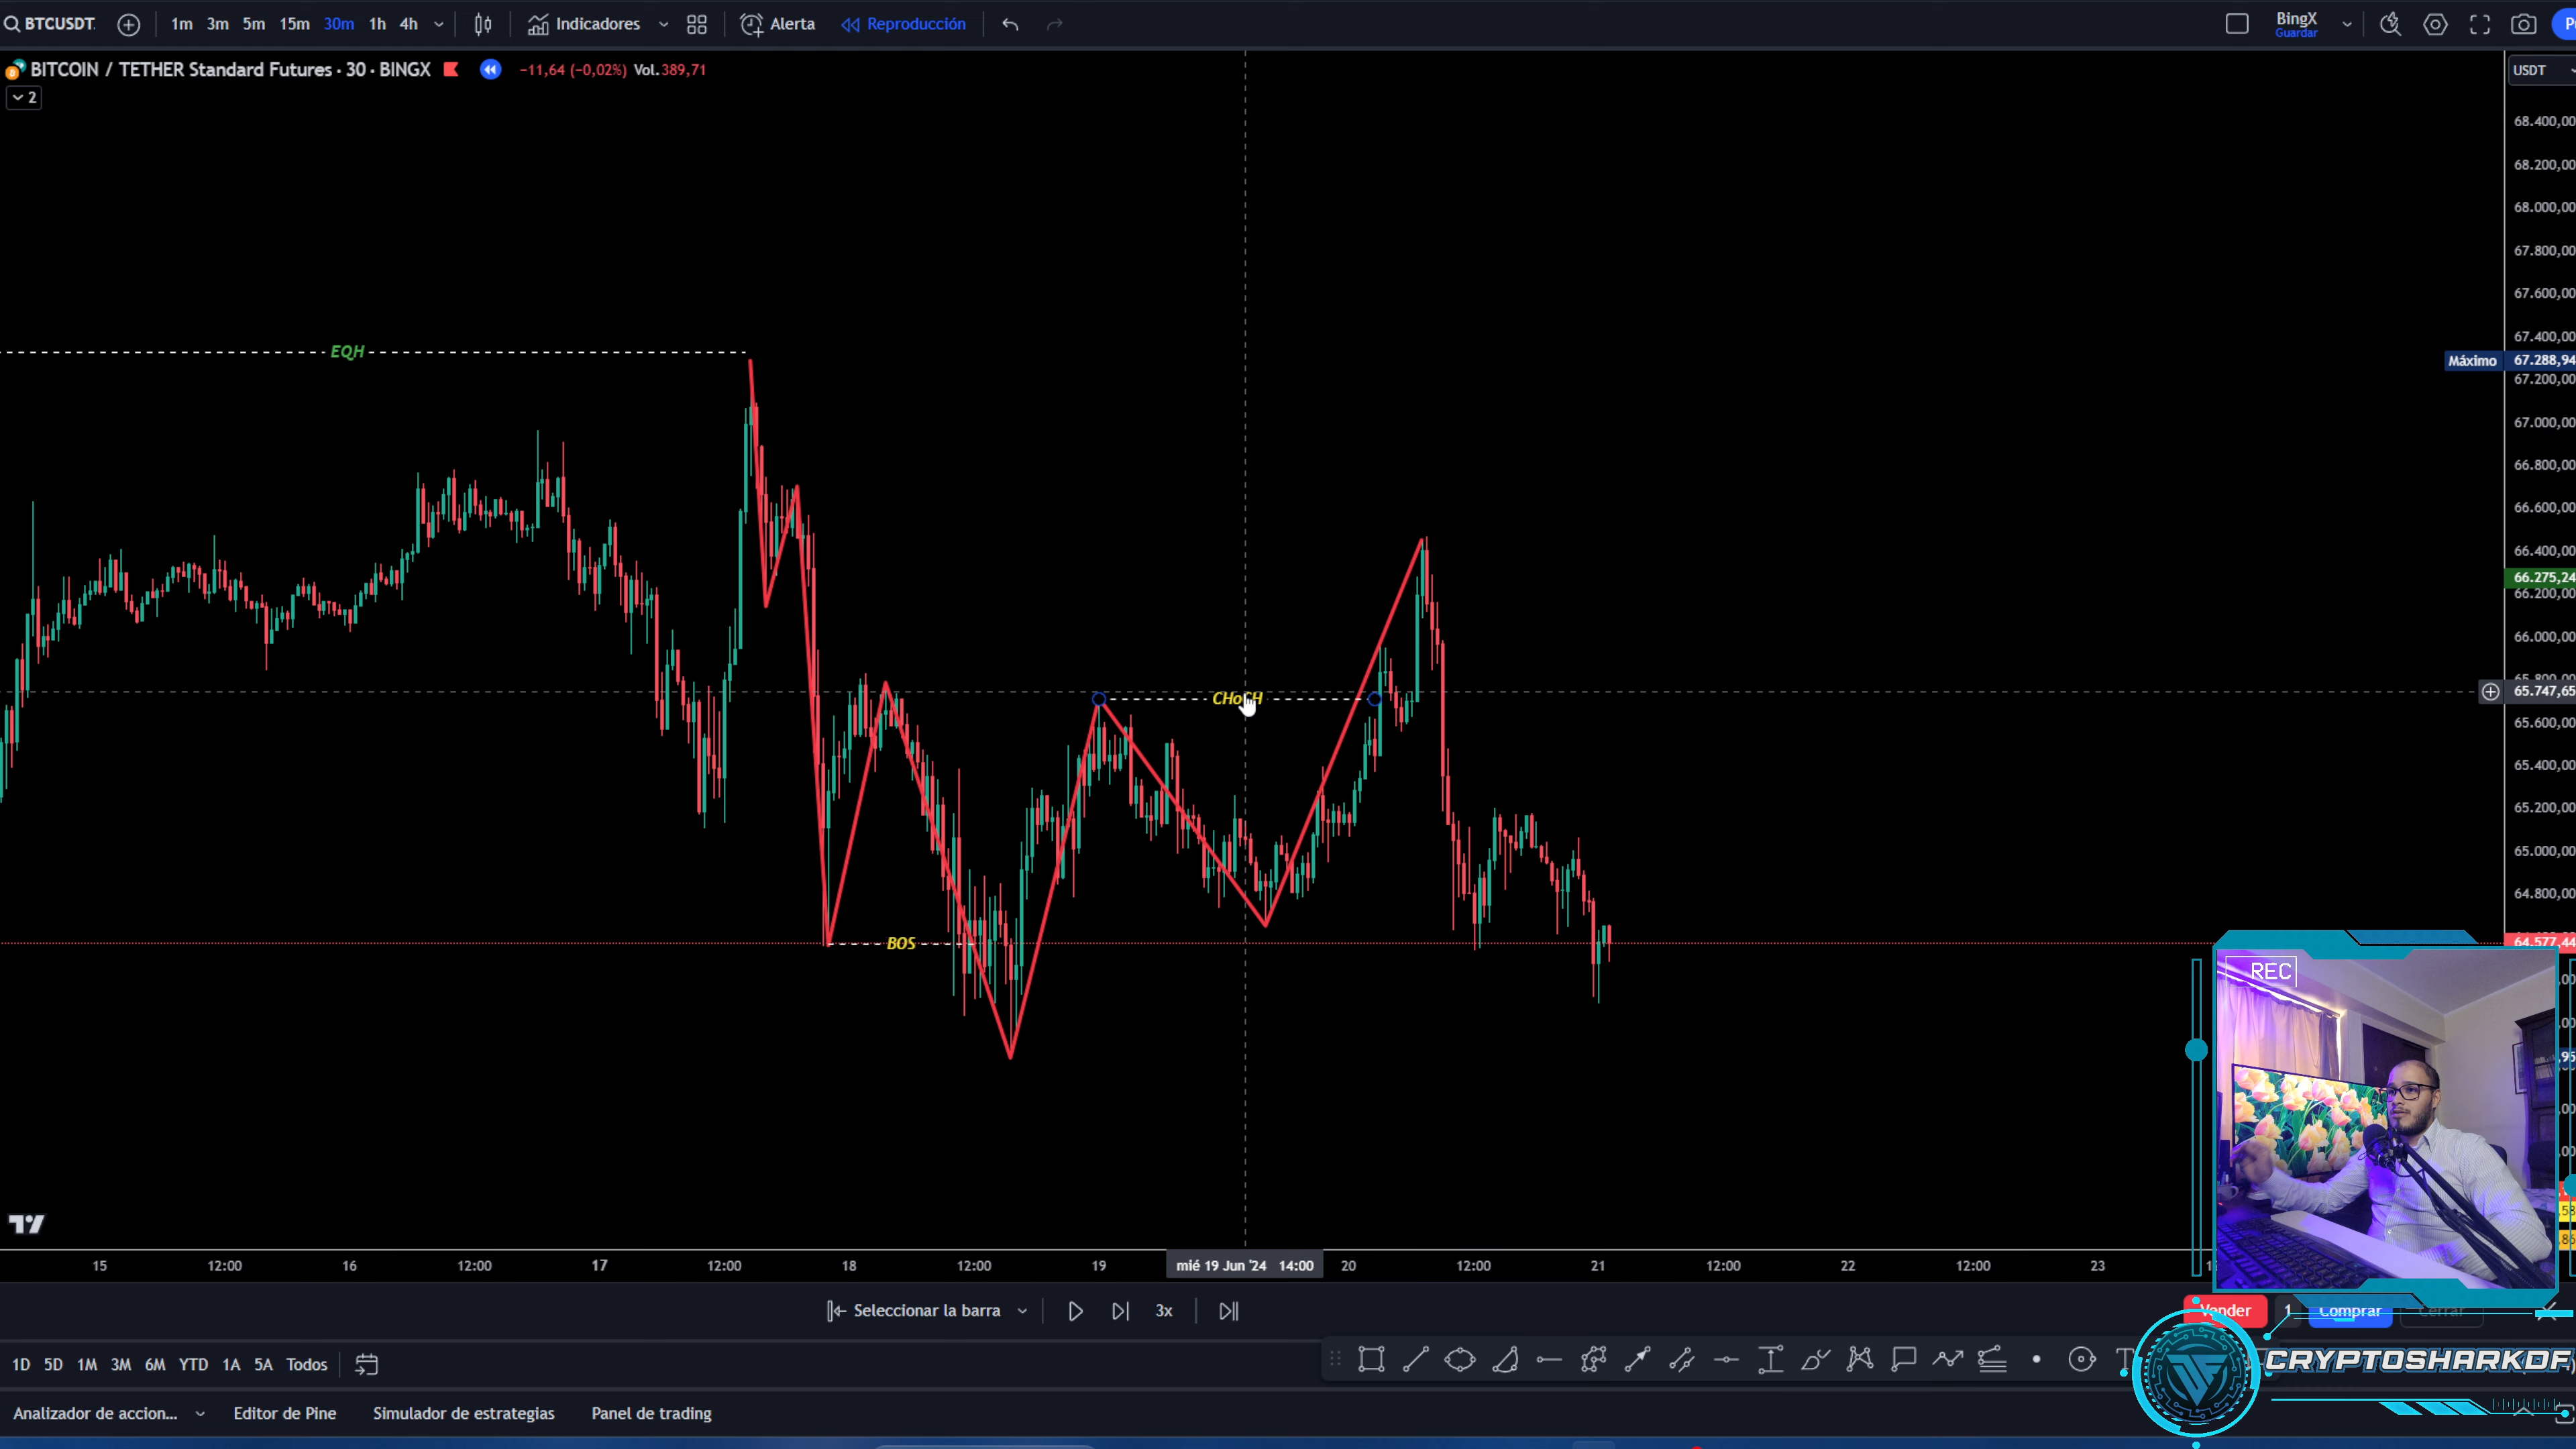 BTCUSDT. 1m 3m 5m 15m 30m 1h 4h Indicadores Alerta Reproducción BingX
Guardar
BITCOIN / TETHER Standard Futures · 30 · BINGX −11,64 (−0,02%) Vol.389,71
USDT
2
68.400,00
68.200,00
68.000,00
67.800,00
67.600,00
67.400,00
EQH
Máximo 67.288,94
67.200,00
67.000,00
66.800,00
66.600,00
66.400,00
66.275,24
66.200,00
66.000,00
65.747,65
CHoCH
65.600,00
65.400,00
65.200,00
65.000,00
64.800,00
BOS
64.577,44
REC
15 12:00 16 12:00 17 12:00 18 12:00 19 mié 19 Jun '24 14:00 20 12:00 21 12:00 22 12:00 23
Seleccionar la barra 3x
Vender 1 Comprar Cerrar
1D 5D 1M 3M 6M YTD 1A 5A Todos
CRYPTOSHARKDF
Analizador de accion... Editor de Pine Simulador de estrategias Panel de trading